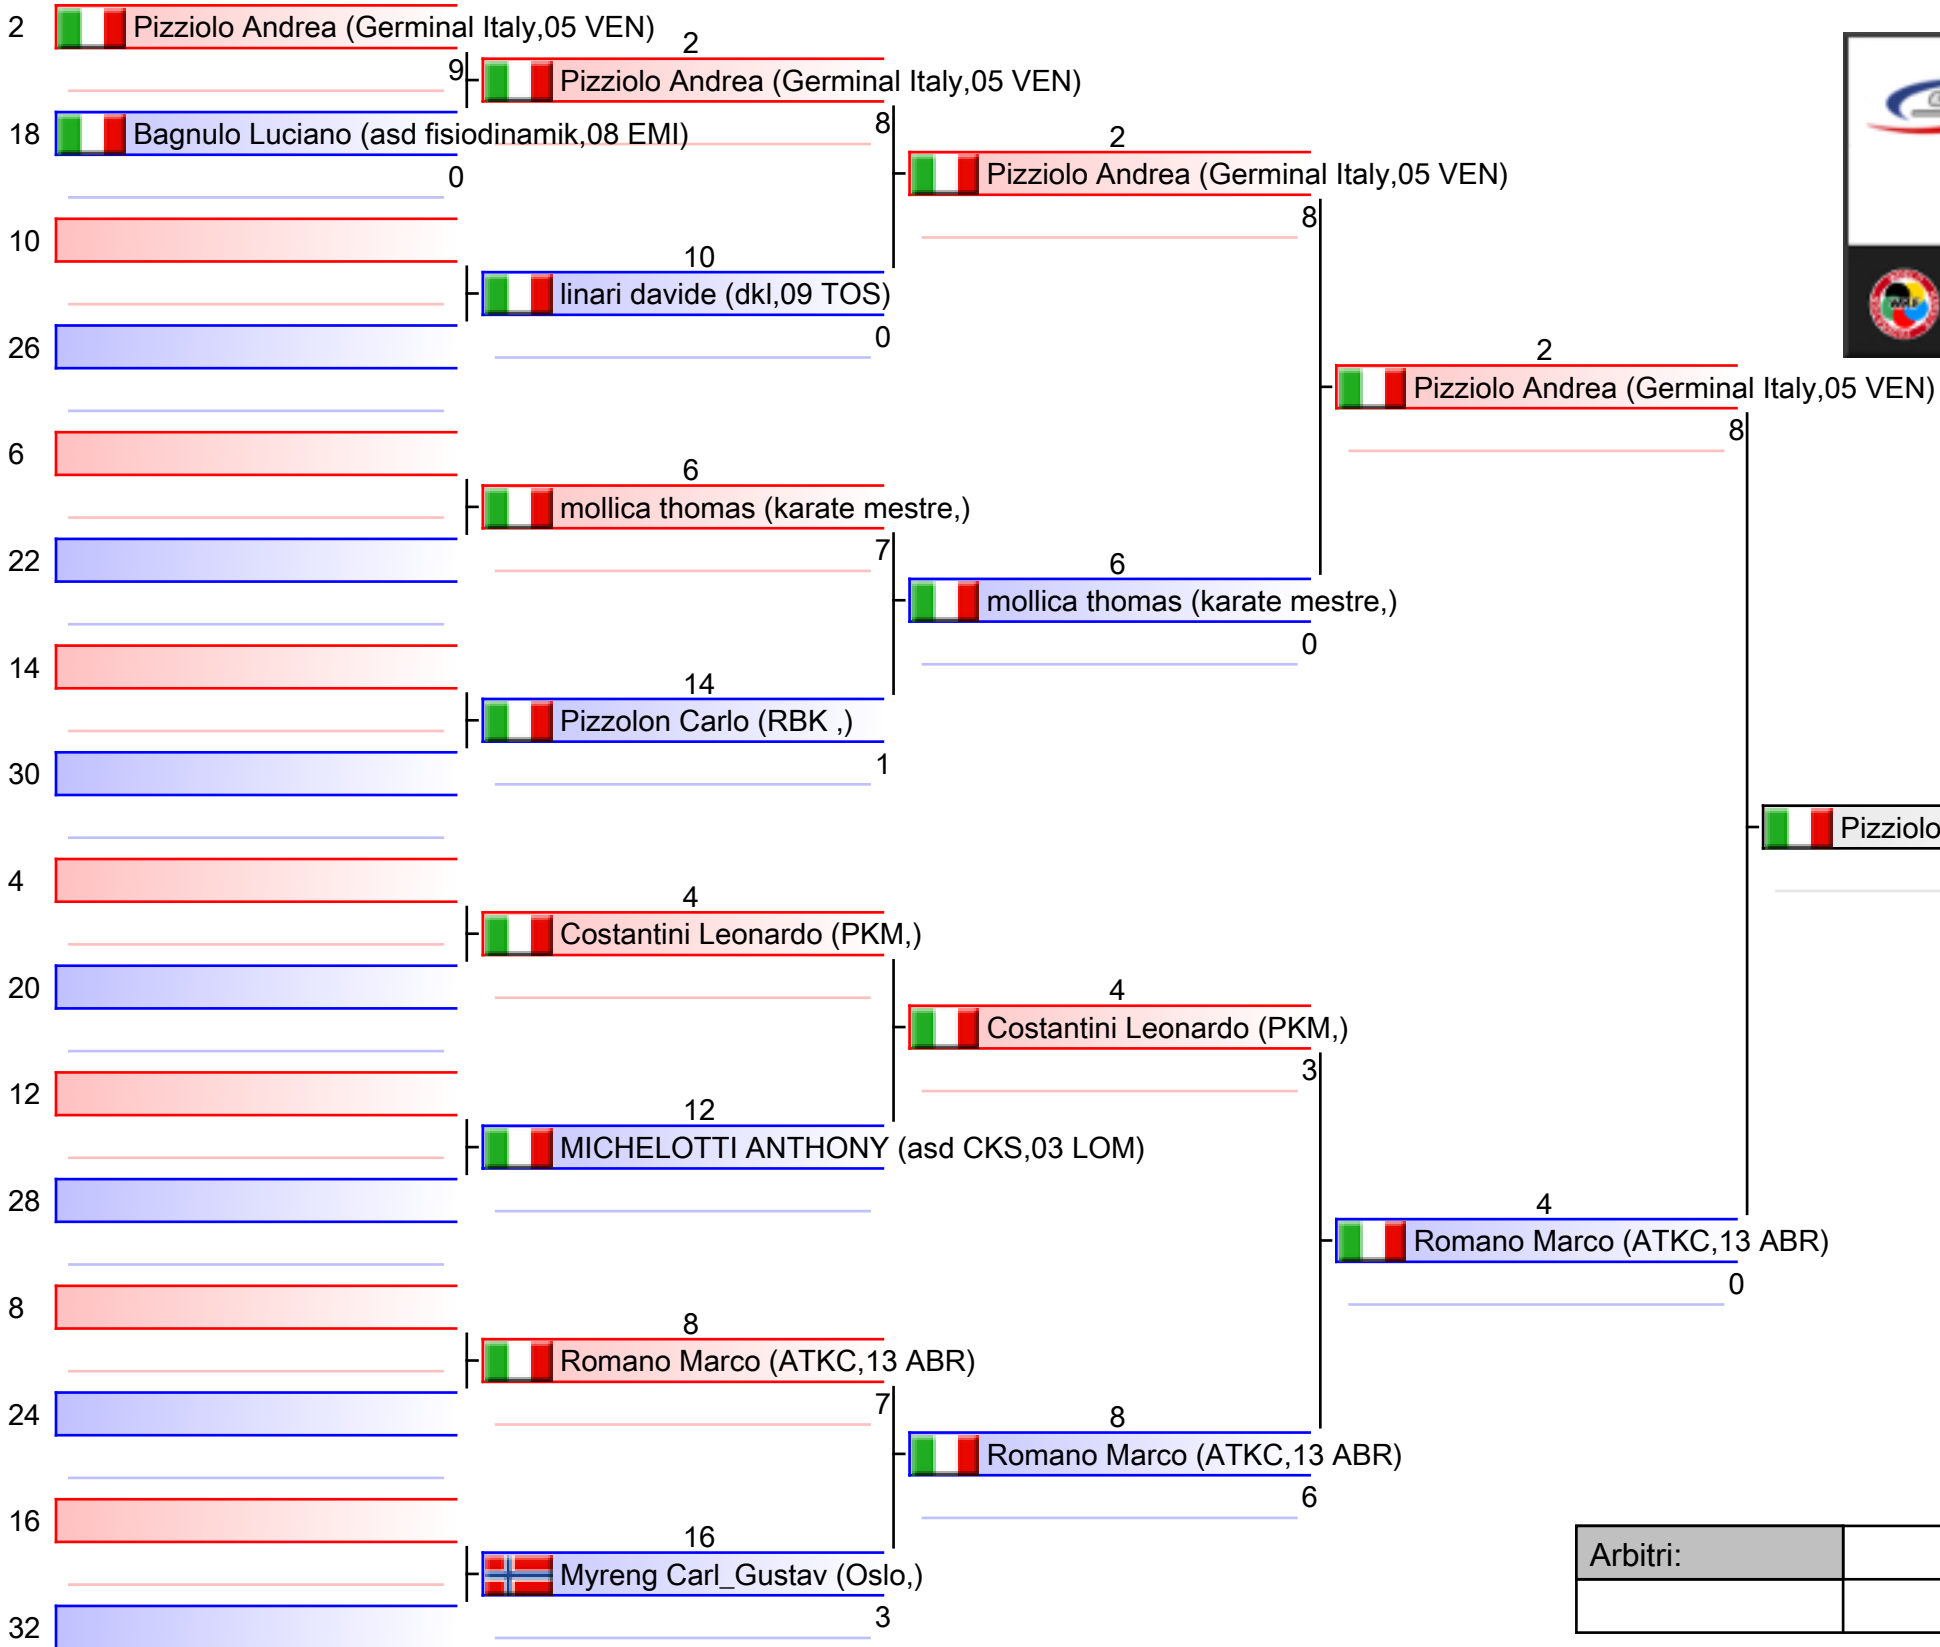 2 Pizziolo Andrea (Germinal Italy,05 VEN)
9
18 Bagnulo Luciano (asd fisiodinamik,08 EMI)
0
10
26
6
22
14
30
4
20
12
28
8
24
16
32
2
Pizziolo Andrea (Germinal Italy,05 VEN)
8
10
linari davide (dkl,09 TOS)
0
6
mollica thomas (karate mestre,)
7
14
Pizzolon Carlo (RBK ,)
1
4
Costantini Leonardo (PKM,)
12
MICHELOTTI ANTHONY (asd CKS,03 LOM)
8
Romano Marco (ATKC,13 ABR)
7
16
Myreng Carl_Gustav (Oslo,)
3
2
Pizziolo Andrea (Germinal Italy,05 VEN)
8
6
mollica thomas (karate mestre,)
0
4
Costantini Leonardo (PKM,)
3
8
Romano Marco (ATKC,13 ABR)
6
2
Pizziolo Andrea (Germinal Italy,05 VEN)
8
4
Romano Marco (ATKC,13 ABR)
0
Pizziolo
Arbitri: